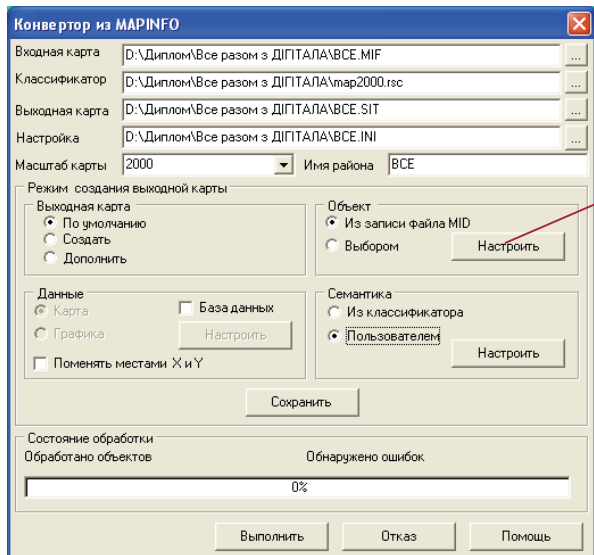 Конвертор из MAPINFO
Входная карта D:\Диплом\Все разом з ДІГІТАЛА\ВСЕ.MIF ...
Классификатор D:\Диплом\Все разом з ДІГІТАЛА\map2000.rsc ...
Выходная карта D:\Диплом\Все разом з ДІГІТАЛА\ВСЕ.SIT ...
Настройка D:\Диплом\Все разом з ДІГІТАЛА\ВСЕ.INI ...
Масштаб карты 2000 Имя района ВСЕ
Режим создания выходной карты
Выходная карта
По умолчанию
Создать
Дополнить
Объект
Из записи файла MID
Выбором Настроить
Данные
Карта База данных
Графика Настроить
Поменять местами X и Y
Семантика
Из классификатора
Пользователем
Настроить
Сохранить
Состояние обработки
Обработано объектов Обнаружено ошибок
0%
Выполнить Отказ Помощь